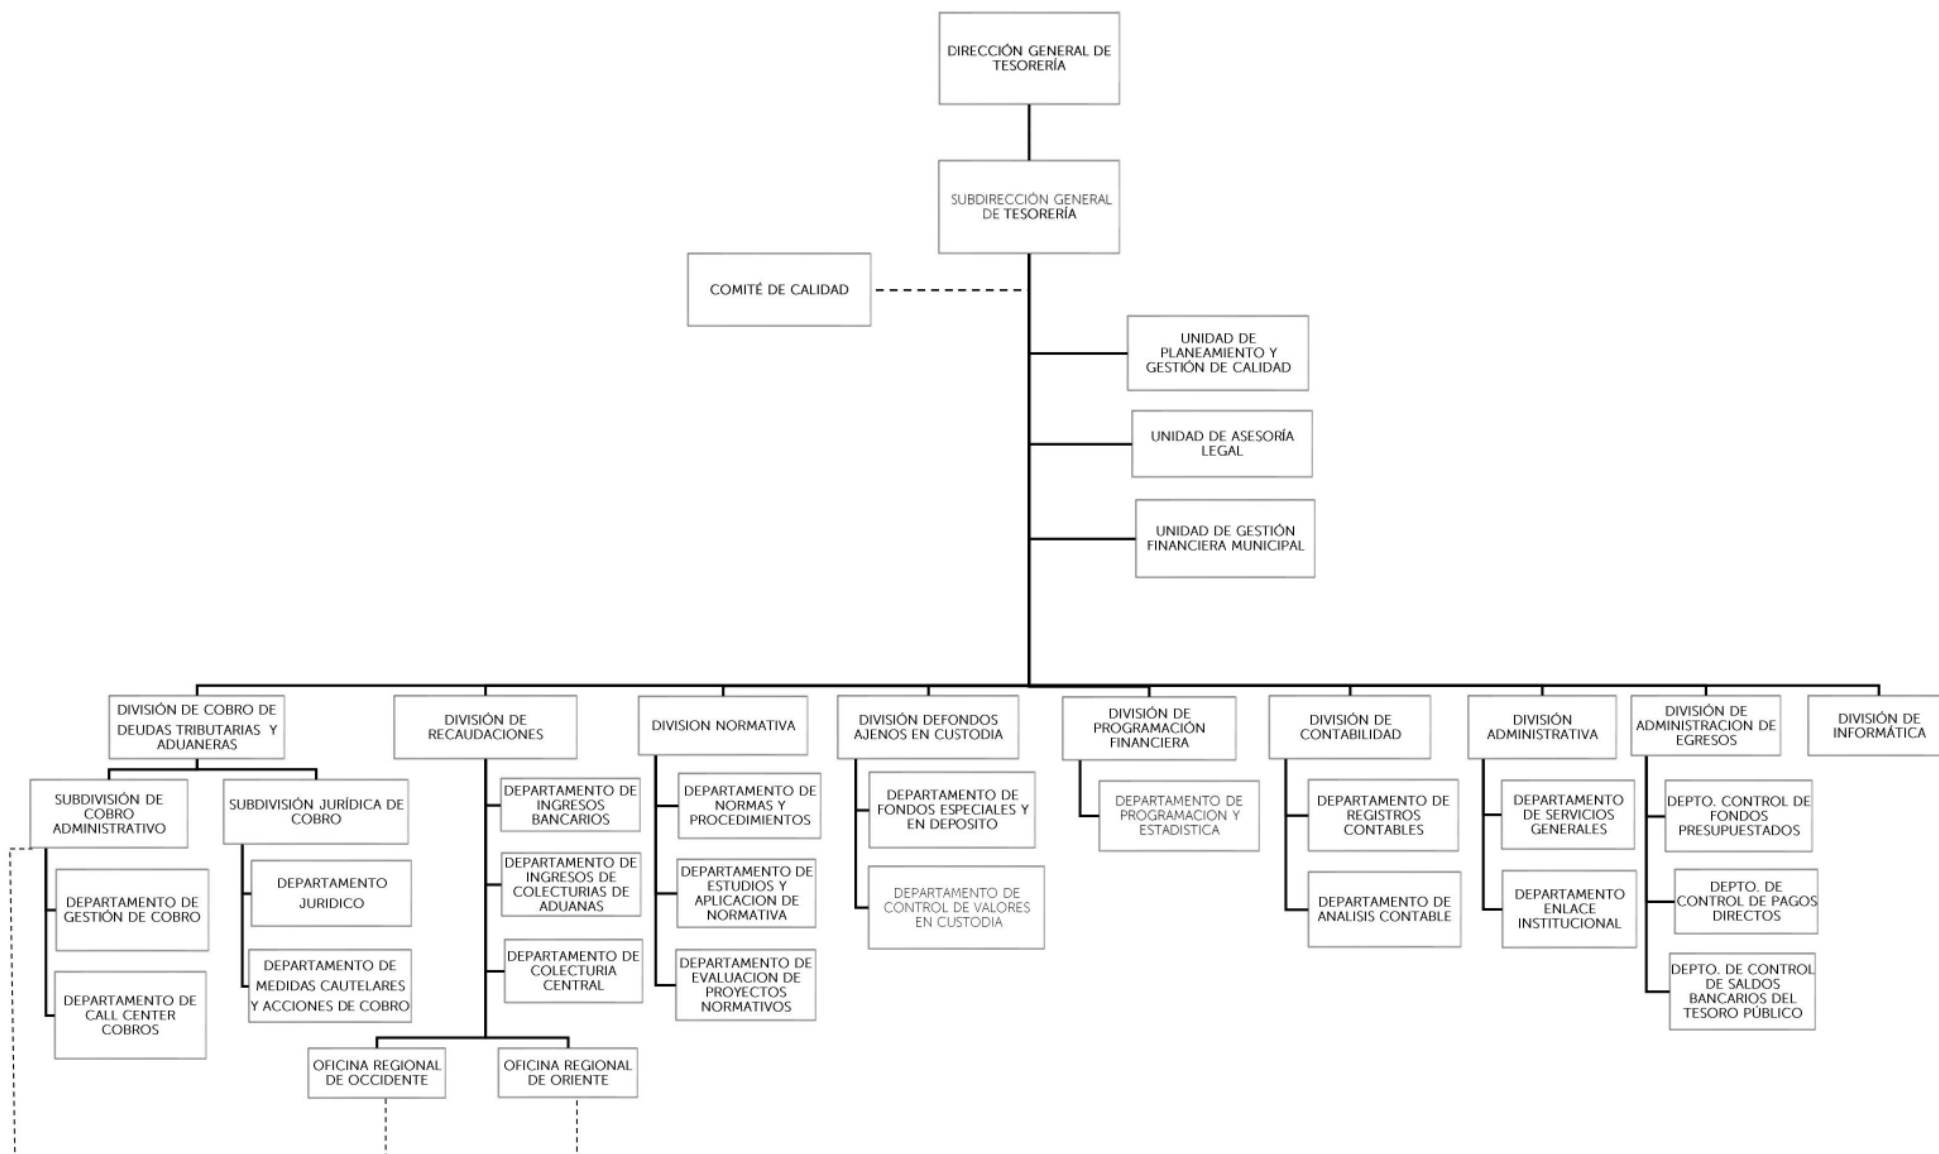 DIRECCIÓN GENERAL DE
TESORERÍA
SUBDIRECCIÓN GENERAL
DE TESORERÍA
COMITÉ DE CALIDAD
UNIDAD DE
PLANEAMIENTO Y
GESTIÓN DE CALIDAD
UNIDAD DE ASESORÍA
LEGAL
UNIDAD DE GESTIÓN
FINANCIERA MUNICIPAL
DIVISIÓN DE COBRO DE
DEUDAS TRIBUTARIAS Y
ADUANERAS
SUBDIVISIÓN DE
COBRO
ADMINISTRATIVO
DEPARTAMENTO DE
GESTIÓN DE COBRO
DEPARTAMENTO DE
CALL CENTER
COBROS
SUBDIVISIÓN JURÍDICA DE
COBRO
DEPARTAMENTO
JURIDICO
DEPARTAMENTO DE
MEDIDAS CAUTELARES
Y ACCIONES DE COBRO
DIVISIÓN DE
RECAUDACIONES
DEPARTAMENTO DE
INGRESOS
BANCARIOS
DEPARTAMENTO DE
INGRESOS DE
COLECTURIAS DE
ADUANAS
DEPARTAMENTO DE
COLECTURIA
CENTRAL
OFICINA REGIONAL
DE OCCIDENTE
OFICINA REGIONAL
DE ORIENTE
DIVISION NORMATIVA
DEPARTAMENTO DE
NORMAS Y
PROCEDIMIENTOS
DEPARTAMENTO DE
ESTUDIOS Y
APLICACION DE
NORMATIVA
DEPARTAMENTO DE
EVALUACION DE
PROYECTOS
NORMATIVOS
DIVISIÓN DEFONDOS
AJENOS EN CUSTODIA
DEPARTAMENTO DE
FONDOS ESPECIALES Y
EN DEPOSITO
DEPARTAMENTO DE
CONTROL DE VALORES
EN CUSTODIA
DIVISIÓN DE
PROGRAMACIÓN
FINANCIERA
DEPARTAMENTO DE
PROGRAMACION Y
ESTADISTICA
DIVISIÓN DE
CONTABILIDAD
DEPARTAMENTO DE
REGISTROS
CONTABLES
DEPARTAMENTO DE
ANALISIS CONTABLE
DIVISIÓN
ADMINISTRATIVA
DEPARTAMENTO
DE SERVICIOS
GENERALES
DEPARTAMENTO
ENLACE
INSTITUCIONAL
DIVISIÓN DE
ADMINISTRACION DE
EGRESOS
DEPTO. CONTROL DE
FONDOS
PRESUPUESTADOS
DEPTO. DE
CONTROL DE PAGOS
DIRECTOS
DEPTO. DE CONTROL
DE SALDOS
BANCARIOS DEL
TESORO PÚBLICO
DIVISIÓN DE
INFORMÁTICA